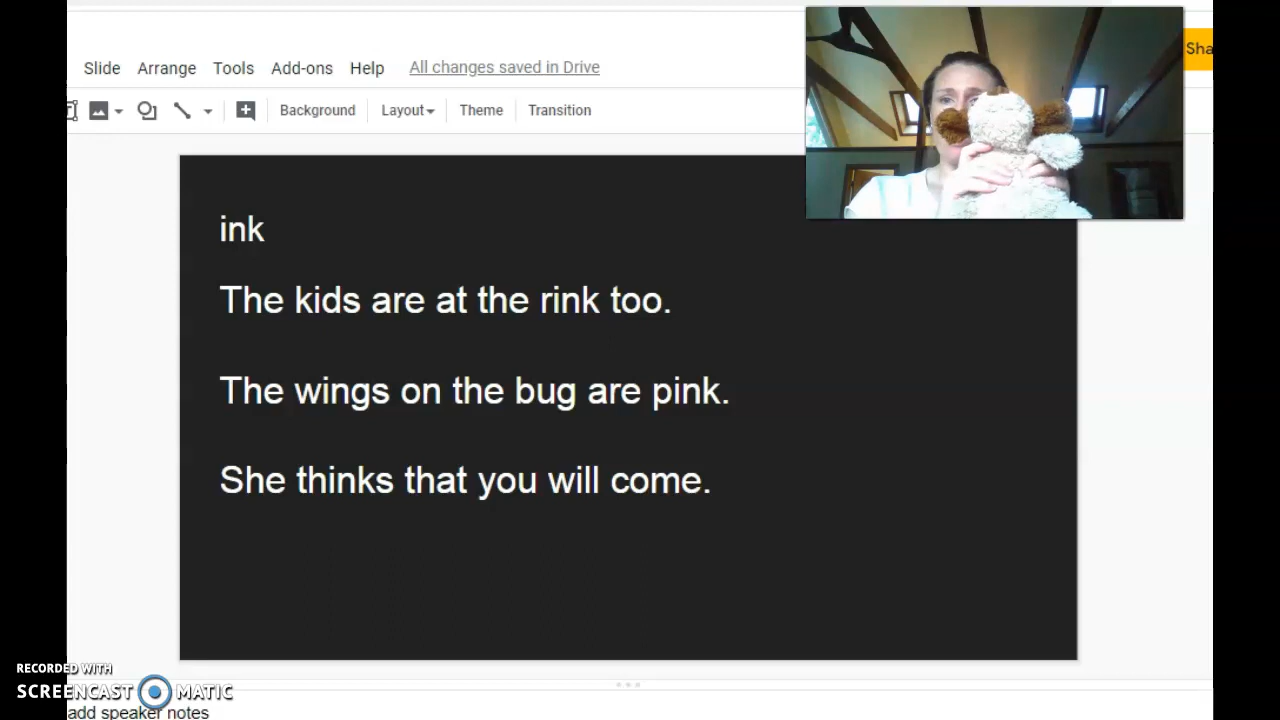 Sha
Slide Arrange Tools Add-ons Help All changes saved in Drive
Background Layout Theme Transition
ink
The kids are at the rink too.
The wings on the bug are pink.
She thinks that you will come.
RECORDED WITH
SCREENCAST MATIC
add speaker notes